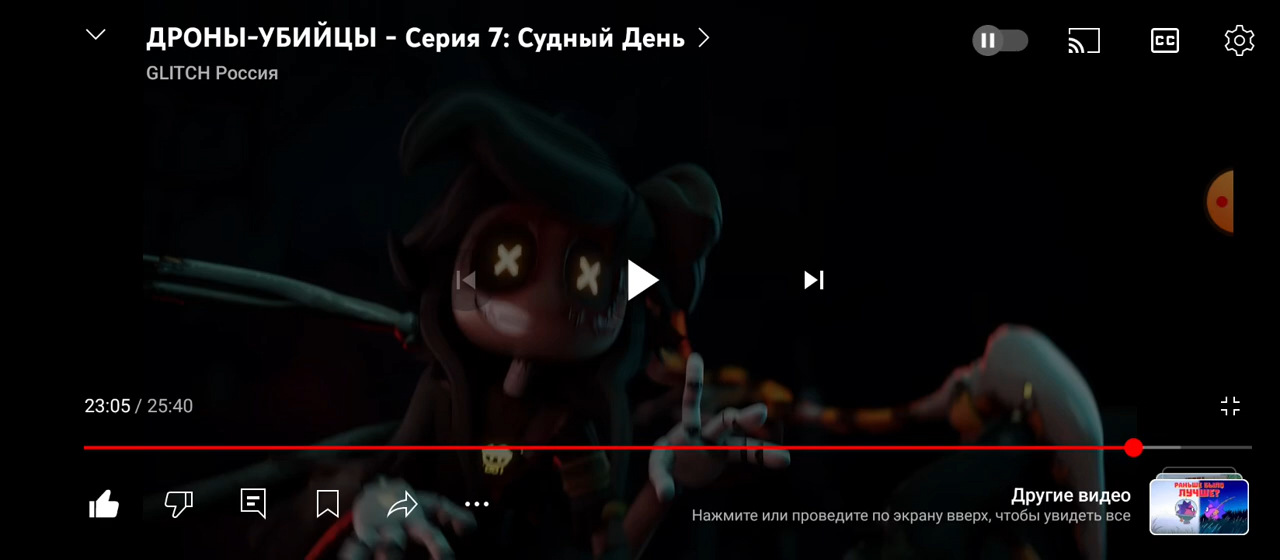 ДРОНЫ-УБИЙЦЫ - Серия 7: Судный День
GLITCH Россия
CC
23:05 / 25:40
Другие видео
Нажмите или проведите по экрану вверх, чтобы увидеть все
РАНЬШЕ БЫЛО
ЛУЧШЕ?